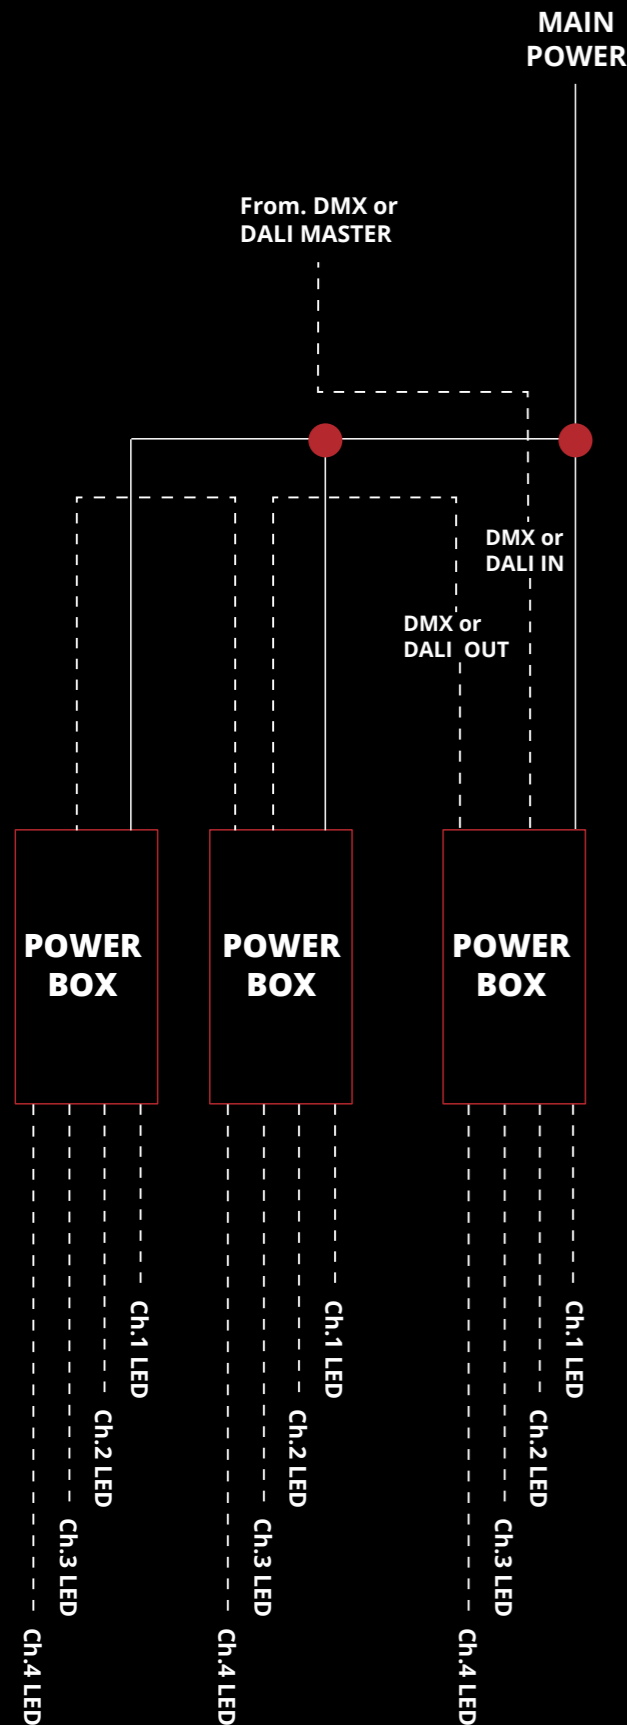 MAIN
POWER
From. DMX or
DALI MASTER
DMX or
DALI IN
DMX or
DALI OUT
POWER
BOX
POWER
BOX
POWER
BOX
Ch.1 LED
Ch.2 LED
Ch.3 LED
Ch.4 LED
Ch.1 LED
Ch.2 LED
Ch.3 LED
Ch.4 LED
Ch.1 LED
Ch.2 LED
Ch.3 LED
Ch.4 LED